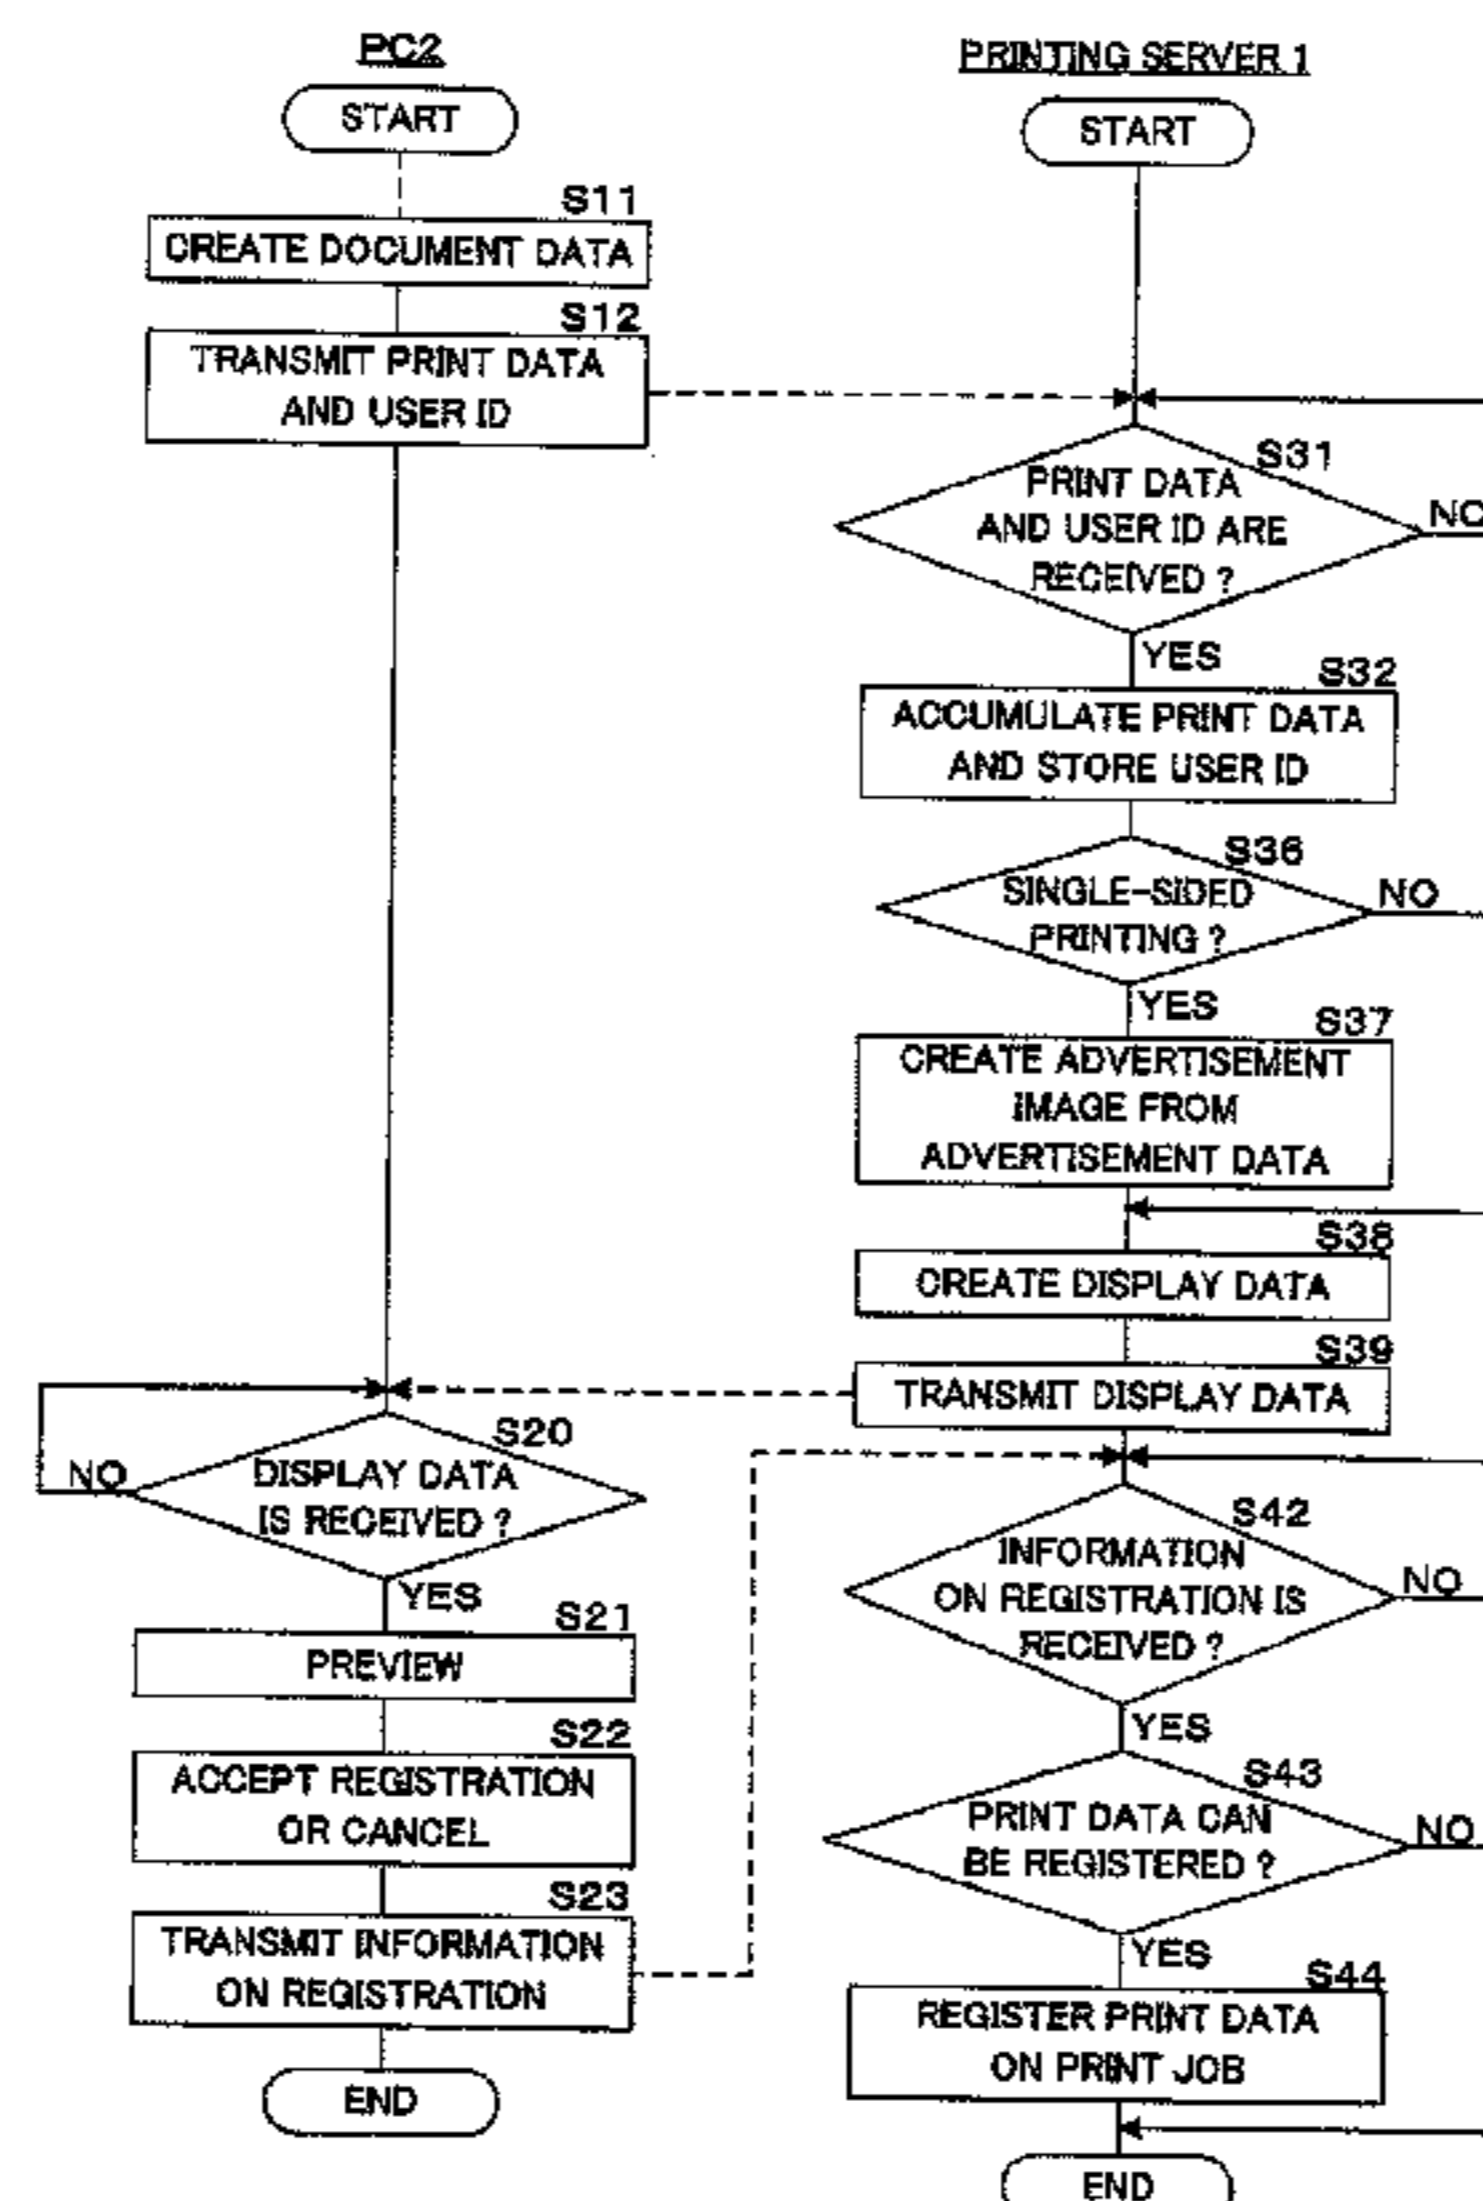 PC2
START
S11
CREATE DOCUMENT DATA
S12
TRANSMIT PRINT DATA
AND USER ID
S20
DISPLAY DATA
IS RECEIVED ?
NO
YES
S21
PREVIEW
S22
ACCEPT REGISTRATION
OR CANCEL
S23
TRANSMIT INFORMATION
ON REGISTRATION
END
PRINTING SERVER 1
START
S31
PRINT DATA
AND USER ID ARE
RECEIVED ?
NO
YES
S32
ACCUMULATE PRINT DATA
AND STORE USER ID
S36
SINGLE-SIDED
PRINTING ?
NO
YES
S37
CREATE ADVERTISEMENT
IMAGE FROM
ADVERTISEMENT DATA
S38
CREATE DISPLAY DATA
S39
TRANSMIT DISPLAY DATA
S42
INFORMATION
ON REGISTRATION IS
RECEIVED ?
NO
YES
S43
PRINT DATA CAN
BE REGISTERED ?
NO
YES
S44
REGISTER PRINT DATA
ON PRINT JOB
END